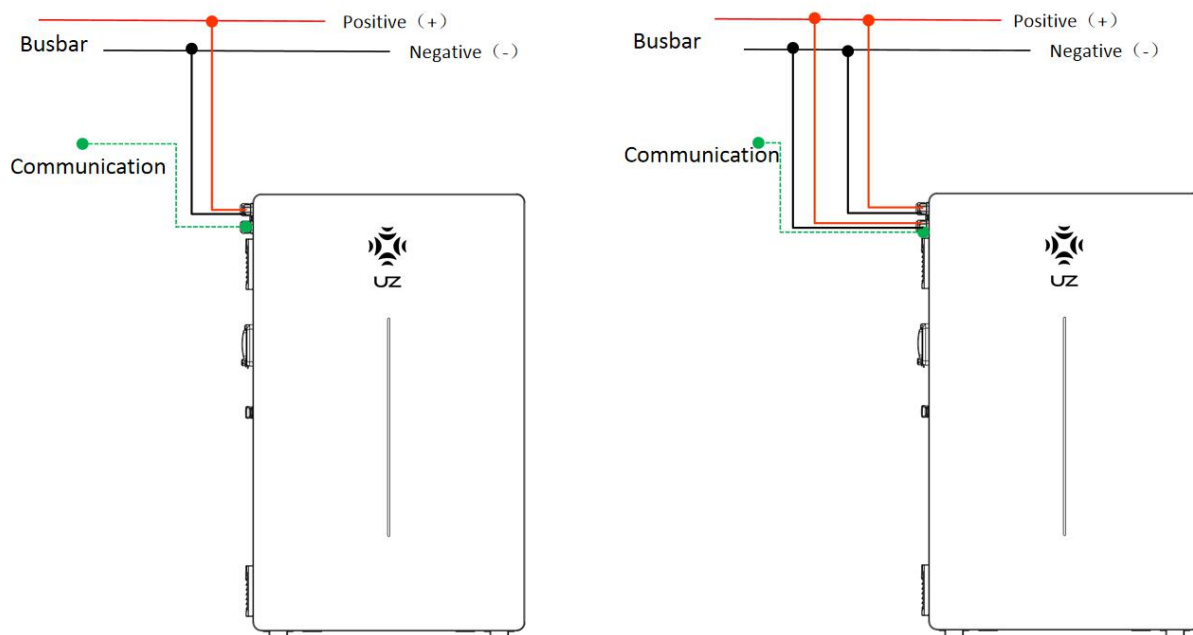 Positive（+）
Busbar
Negative（-）
Communication
UZ
Positive（+）
Busbar
Negative（-）
Communication
UZ